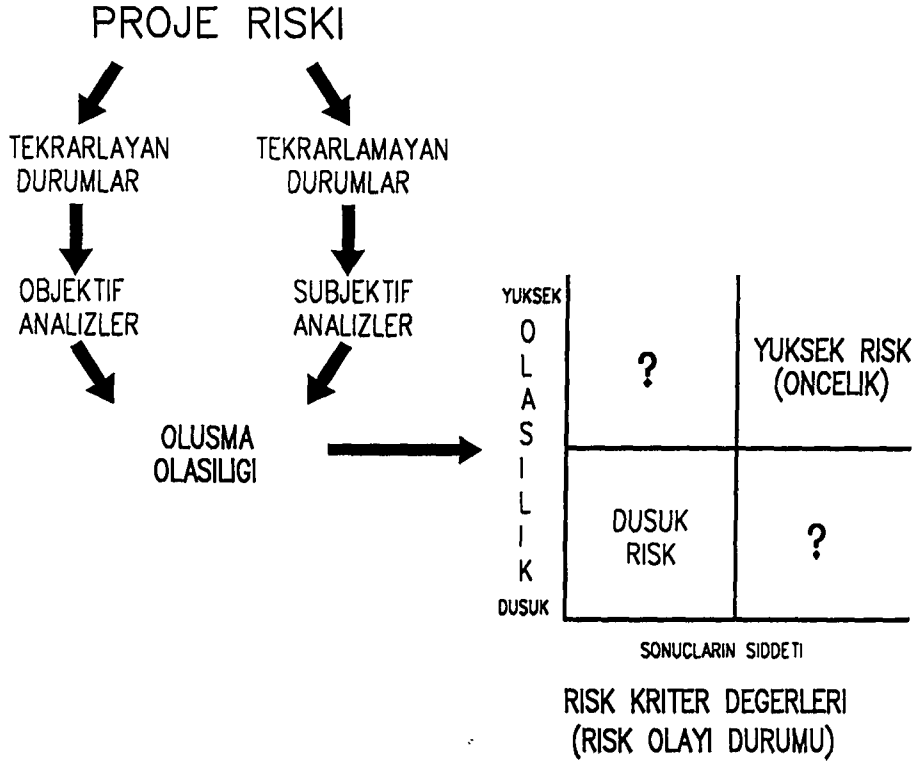 PROJE RISKI
TEKRARLAYAN
DURUMLAR
TEKRARLAMAYAN
DURUMLAR
OBJEKTIF
ANALIZLER
SUBJEKTIF
ANALIZLER
OLUSMA
OLASILIGI
YUKSEK
OLASILIK
DUSUK
?
YUKSEK RISK
(ONCELIK)
DUSUK
RISK
?
SONUCLARIN SIDDETI
RISK KRITER DEGERLERI
(RISK OLAYI DURUMU)